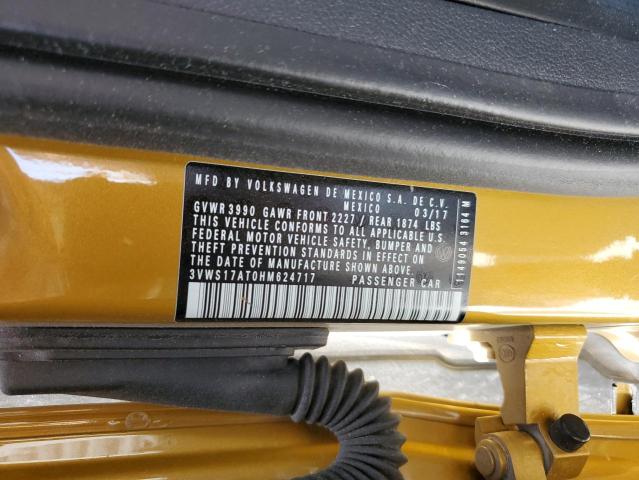 MFD BY VOLKSWAGEN DE MEXICO S.A. DE C.V.
MEXICO 03/17
GVWR 3990 GAWR FRONT 2227 / REAR 1874 LBS
THIS VEHICLE CONFORMS TO ALL APPLICABLE U.S.
FEDERAL MOTOR VEHICLE SAFETY, BUMPER AND
THEFT PREVENTION STANDARDS IN EFFECT ON
THE DATE OF MANUFACTURE SHOWN ABOVE.
3VWS17AT0HM624717 PASSENGER CAR
1149054 3164 M